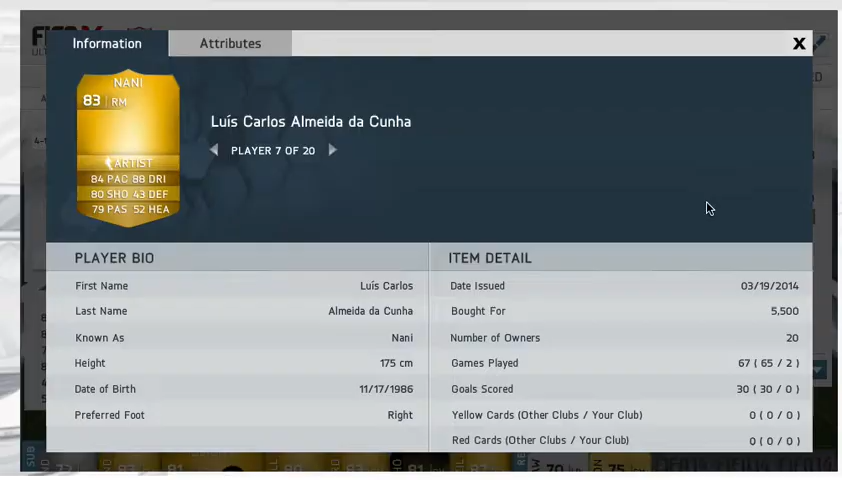 Information
Attributes
X
NANI
83 | RM
ARTIST
84 PAC 88 DRI
80 SHO 43 DEF
79 PAS 52 HEA
Luís Carlos Almeida da Cunha
PLAYER 7 OF 20
PLAYER BIO
First Name Luís Carlos
Last Name Almeida da Cunha
Known As Nani
Height 175 cm
Date of Birth 11/17/1986
Preferred Foot Right
ITEM DETAIL
Date Issued 03/19/2014
Bought For 5,500
Number of Owners 20
Games Played 67 ( 65 / 2 )
Goals Scored 30 ( 30 / 0 )
Yellow Cards (Other Clubs / Your Club) 0 ( 0 / 0 )
Red Cards (Other Clubs / Your Club) 0 ( 0 / 0 )